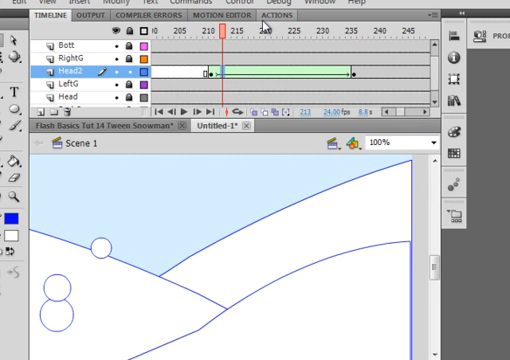 Edit View Insert Modify Text Commands Control Debug Window Help
TIMELINE OUTPUT COMPILER ERRORS MOTION EDITOR ACTIONS
205 210 215 220 225 230 235 240 245
Bott
RightG
Head2
LeftG
Head
213 24.00 fps 8.8 s
Flash Basics Tut 14 Tween Snowman* Untitled-1*
Scene 1 100%
PROP